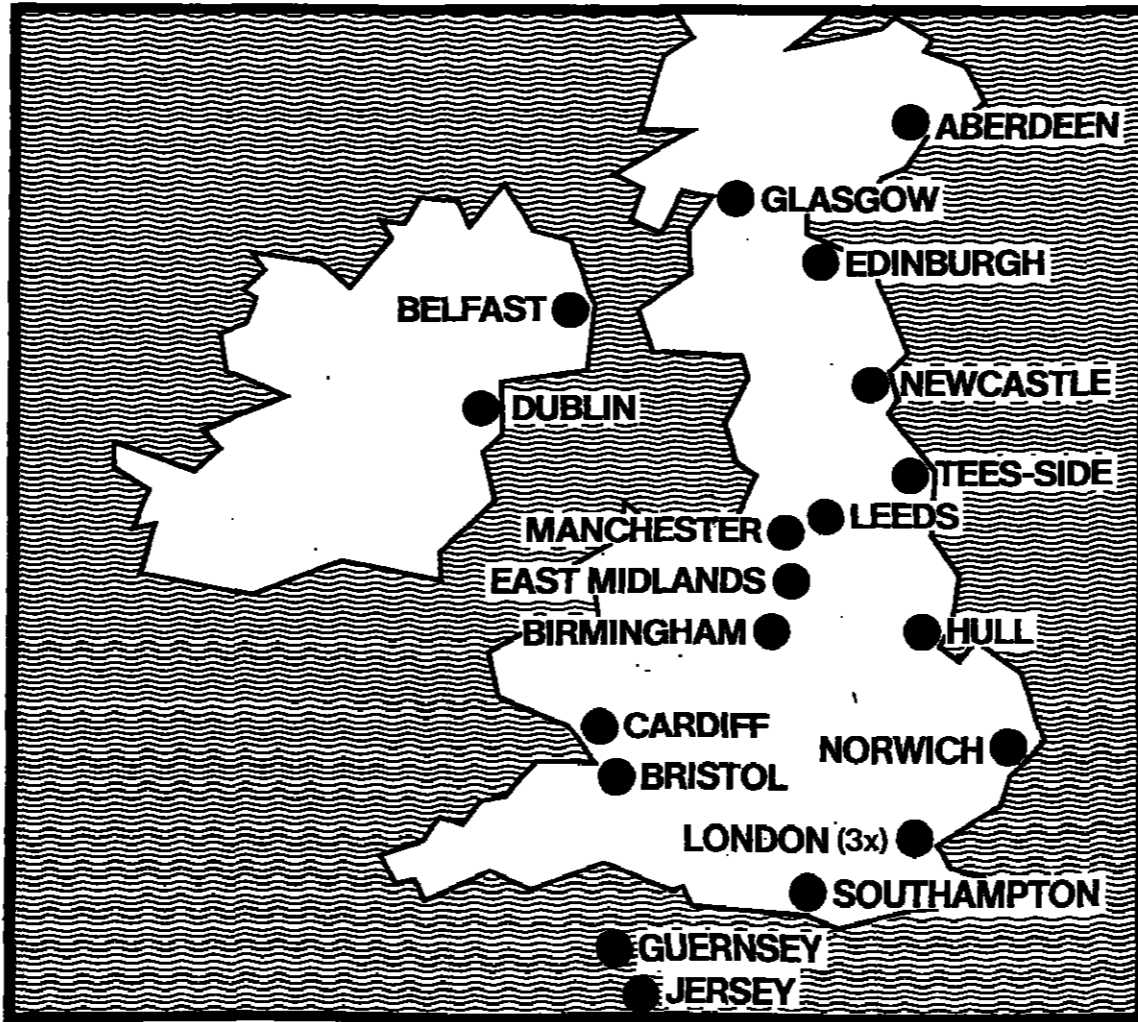 ABERDEEN
GLASGOW
EDINBURGH
BELFAST
NEWCASTLE
DUBLIN
TEES-SIDE
LEEDS
MANCHESTER
EAST MIDLANDS
BIRMINGHAM
HULL
CARDIFF
NORWICH
BRISTOL
LONDON (3x)
SOUTHAMPTON
GUERNSEY
JERSEY